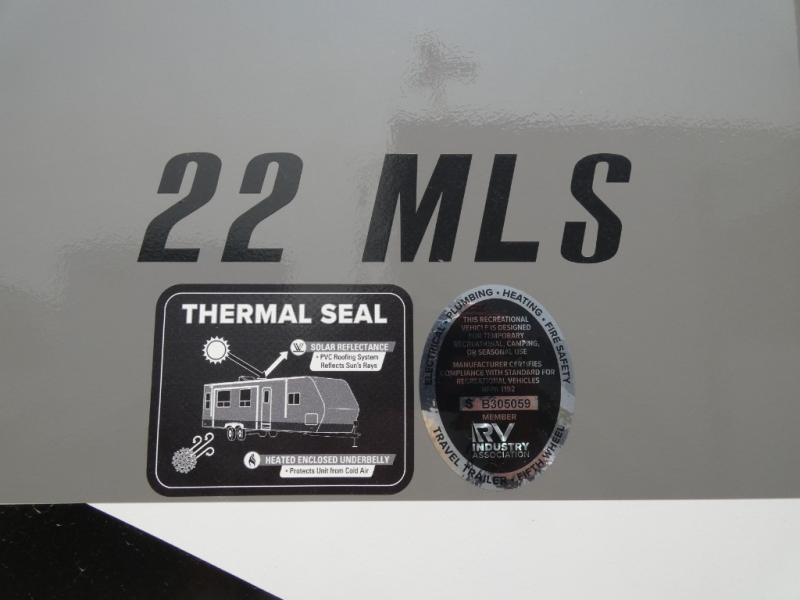 22 MLS
THERMAL SEAL
SOLAR REFLECTANCE
• PVC Roofing System
Reflects Sun's Rays
HEATED ENCLOSED UNDERBELLY
• Protects Unit from Cold Air
ELECTRICAL • PLUMBING • HEATING • FIRE SAFETY
THIS RECREATIONAL
VEHICLE IS DESIGNED
FOR TEMPORARY
RECREATIONAL, CAMPING,
OR SEASONAL USE
MANUFACTURER CERTIFIES
COMPLIANCE WITH STANDARD FOR
RECREATIONAL VEHICLES
NFPA 1192
S B305059
MEMBER
RV
INDUSTRY
ASSOCIATION
TRAVEL TRAILER • FIFTH WHEEL